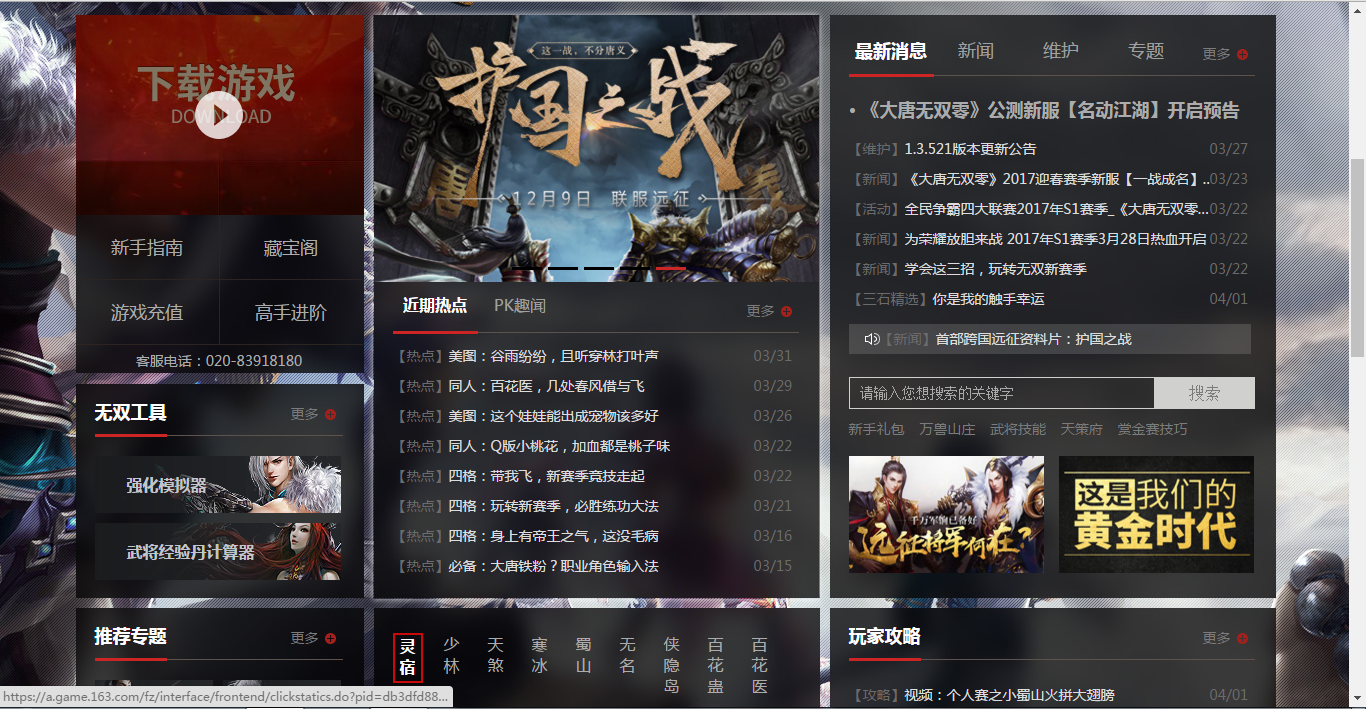 下载游戏
DOWNLOAD
新手指南
藏宝阁
游戏充值
高手进阶
客服电话：020-83918180
无双工具
更多
强化模拟器
武将经验丹计算器
推荐专题
更多
这一战，不分唐义
护国之战
12月9日 联服远征
近期热点
PK趣闻
更多
【热点】美图：谷雨纷纷，且听穿林打叶声 03/31
【热点】同人：百花医，几处春风借与飞 03/29
【热点】美图：这个娃娃能出成宠物该多好 03/26
【热点】同人：Q版小桃花，加血都是桃子味 03/22
【热点】四格：带我飞，新赛季竞技走起 03/22
【热点】四格：玩转新赛季，必胜练功大法 03/21
【热点】四格：身上有帝王之气，这没毛病 03/16
【热点】必备：大唐铁粉？职业角色输入法 03/15
灵宿
少林
天煞
寒冰
蜀山
无名
侠隐岛
百花蛊
百花医
最新消息
新闻
维护
专题
更多
• 《大唐无双零》公测新服【名动江湖】开启预告
【维护】1.3.521版本更新公告 03/27
【新闻】《大唐无双零》2017迎春赛季新服【一战成名】.. 03/23
【活动】全民争霸四大联赛2017年S1赛季_《大唐无双零... 03/22
【新闻】为荣耀放胆来战 2017年S1赛季3月28日热血开启 03/22
【新闻】学会这三招，玩转无双新赛季 03/22
【三石精选】你是我的触手幸运 04/01
【新闻】首部跨国远征资料片：护国之战
请输入您想搜索的关键字
搜索
新手礼包 万兽山庄 武将技能 天策府 赏金赛技巧
千万军饷已备好
远征将军何在?
这是我们的
黄金时代
玩家攻略
更多
【攻略】视频：个人赛之小蜀山火拼大翅膀 04/01
https://a.game.163.com/fz/interface/frontend/clickstatics.do?pid=db3dfd88...